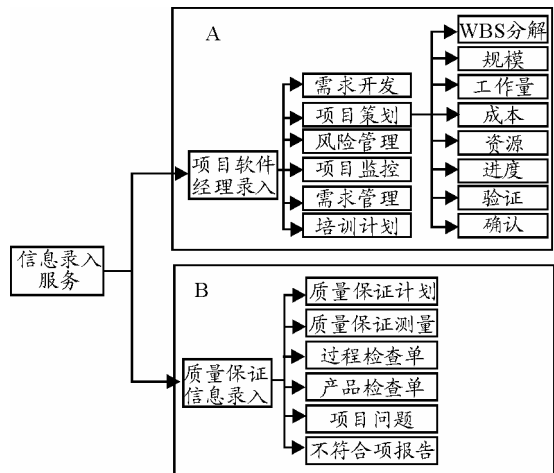 A
WBS分解
规模
工作量
成本
资源
进度
验证
确认
需求开发
项目策划
风险管理
项目监控
需求管理
培训计划
项目软件
经理录入
信息录入
服务
B
质量保证计划
质量保证测量
过程检查单
产品检查单
项目问题
不符合项报告
质量保证
信息录入